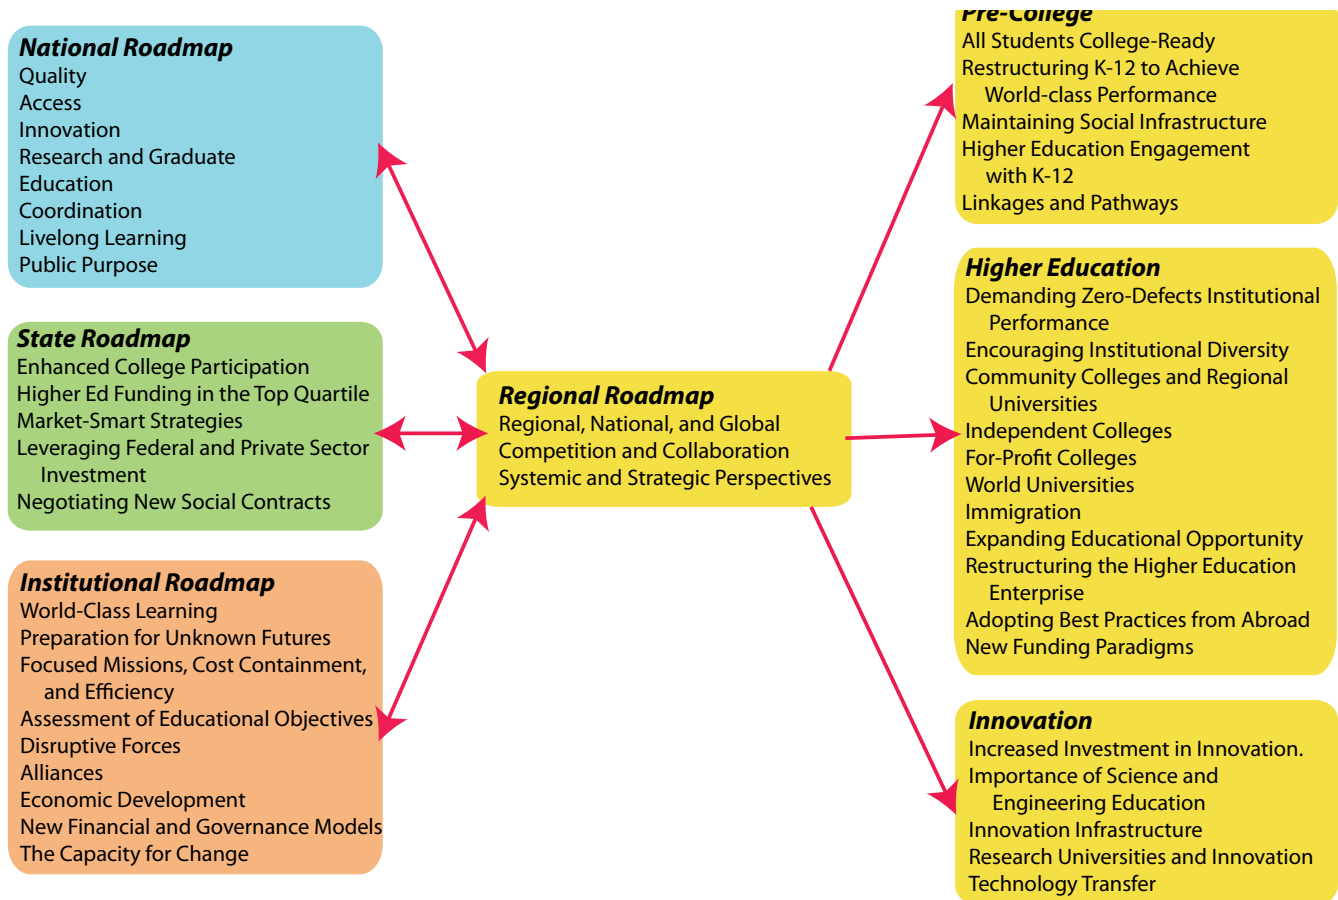 National Roadmap
Quality
Access
Innovation
Research and Graduate
Education
Coordination
Livelong Learning
Public Purpose
State Roadmap
Enhanced College Participation
Higher Ed Funding in the Top Quartile
Market-Smart Strategies
Leveraging Federal and Private Sector
Investment
Negotiating New Social Contracts
Institutional Roadmap
World-Class Learning
Preparation for Unknown Futures
Focused Missions, Cost Containment,
and Efficiency
Assessment of Educational Objectives
Disruptive Forces
Alliances
Economic Development
New Financial and Governance Models
The Capacity for Change
Regional Roadmap
Regional, National, and Global
Competition and Collaboration
Systemic and Strategic Perspectives
Pre-College
All Students College-Ready
Restructuring K-12 to Achieve
World-class Performance
Maintaining Social Infrastructure
Higher Education Engagement
with K-12
Linkages and Pathways
Higher Education
Demanding Zero-Defects Institutional
Performance
Encouraging Institutional Diversity
Community Colleges and Regional
Universities
Independent Colleges
For-Profit Colleges
World Universities
Immigration
Expanding Educational Opportunity
Restructuring the Higher Education
Enterprise
Adopting Best Practices from Abroad
New Funding Paradigms
Innovation
Increased Investment in Innovation.
Importance of Science and
Engineering Education
Innovation Infrastructure
Research Universities and Innovation
Technology Transfer